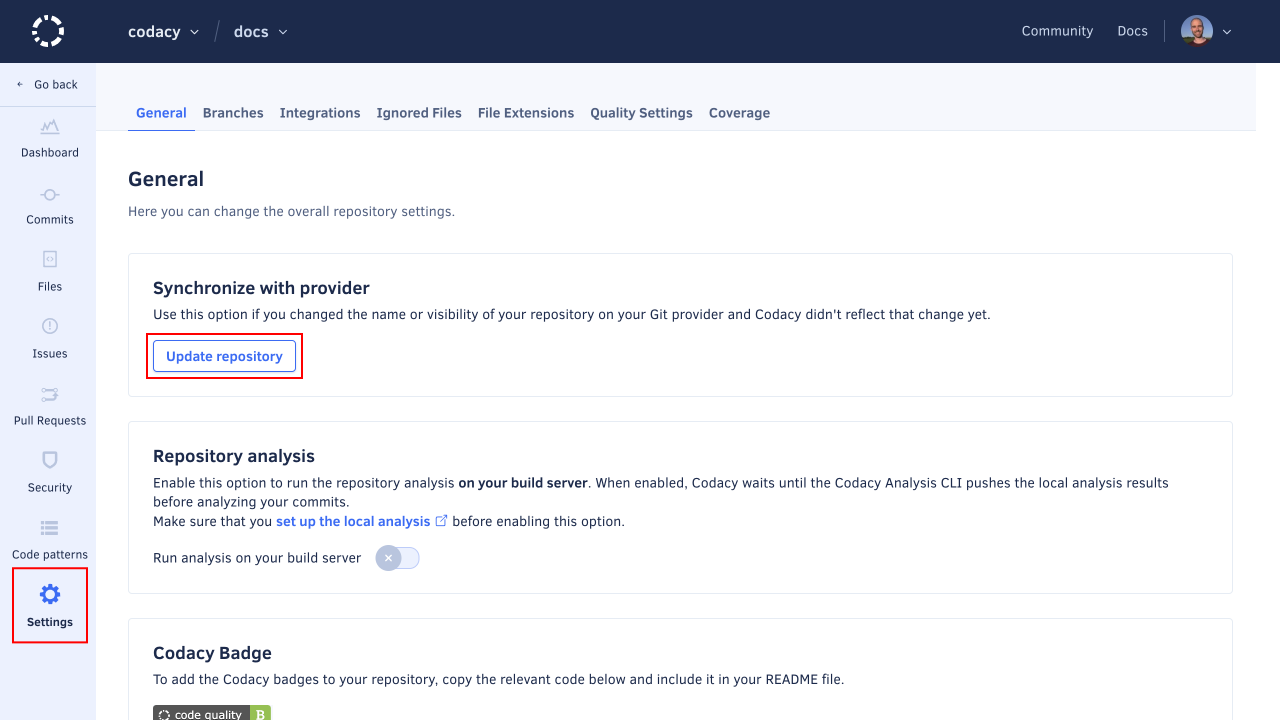 codacy / docs
Community Docs
Go back
General Branches Integrations Ignored Files File Extensions Quality Settings Coverage
Dashboard
Commits
Files
Issues
Pull Requests
Security
Code patterns
Settings
General
Here you can change the overall repository settings.
Synchronize with provider
Use this option if you changed the name or visibility of your repository on your Git provider and Codacy didn't reflect that change yet.
Update repository
Repository analysis
Enable this option to run the repository analysis on your build server. When enabled, Codacy waits until the Codacy Analysis CLI pushes the local analysis results
before analyzing your commits.
Make sure that you set up the local analysis before enabling this option.
Run analysis on your build server
Codacy Badge
To add the Codacy badges to your repository, copy the relevant code below and include it in your README file.
code quality B